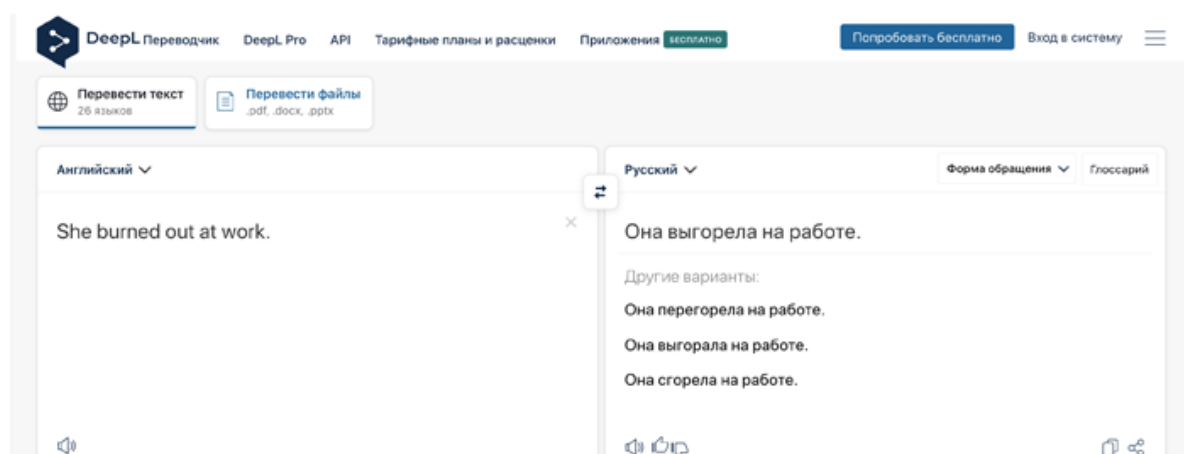 DeepL Переводчик DeepL Pro API Тарифные планы и расценки Приложения БЕСПЛАТНО Попробовать бесплатно Вход в систему
Перевести текст
26 языков
Перевести файлы
.pdf, .docx, .pptx
Английский
Русский Форма обращения Глоссарий
She burned out at work.
Она выгорела на работе.
Другие варианты:
Она перегорела на работе.
Она выгорала на работе.
Она сгорела на работе.